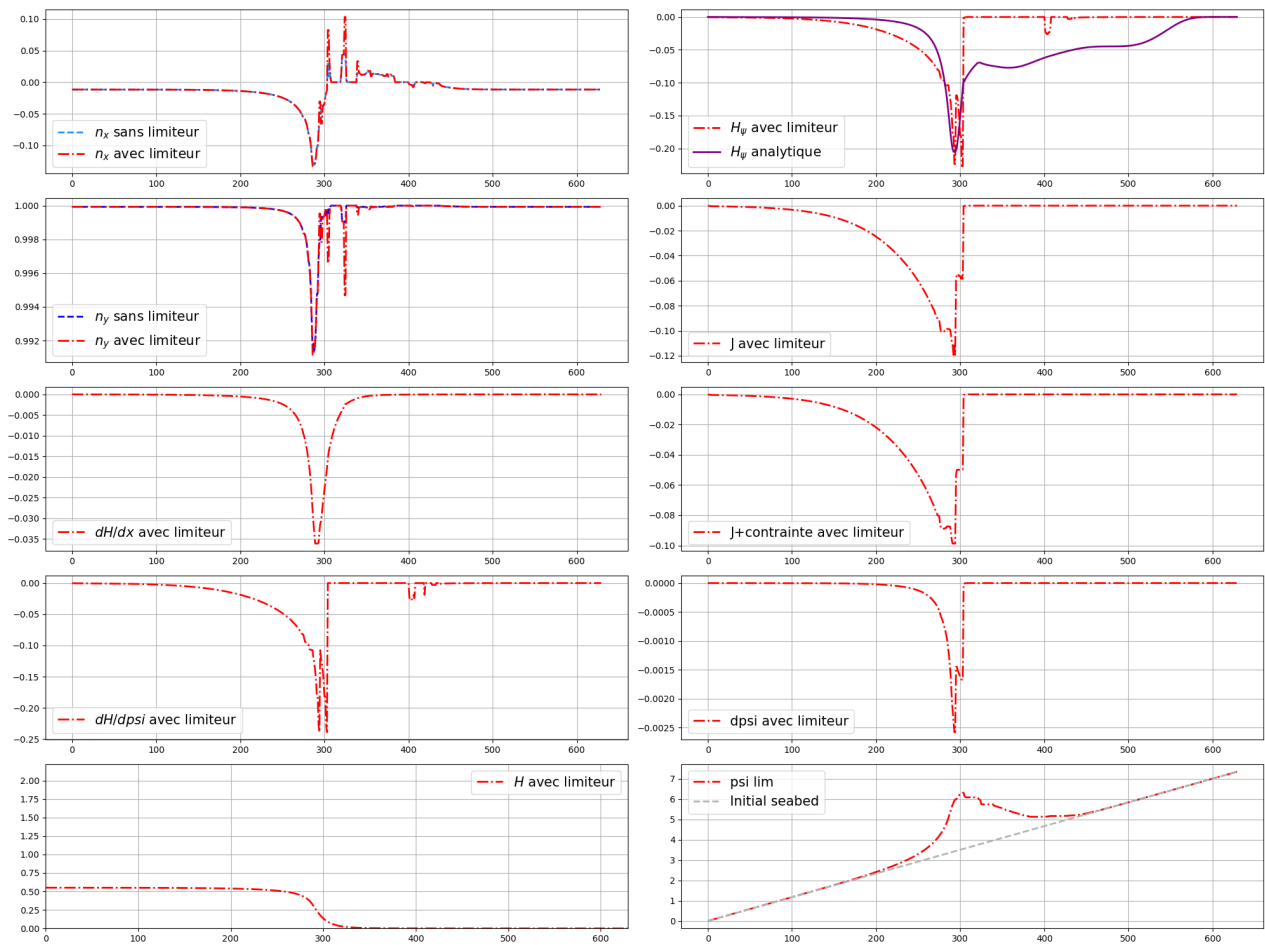 0.10
0.05
0.00
−0.05
−0.10
n_x sans limiteur
n_x avec limiteur
0 100 200 300 400 500 600
0.00
−0.05
−0.10
−0.15
−0.20
H_ψ avec limiteur
H_ψ analytique
0 100 200 300 400 500 600
1.000
0.998
0.996
0.994
0.992
n_y sans limiteur
n_y avec limiteur
0 100 200 300 400 500 600
0.00
−0.02
−0.04
−0.06
−0.08
−0.10
−0.12
J avec limiteur
0 100 200 300 400 500 600
0.000
−0.005
−0.010
−0.015
−0.020
−0.025
−0.030
−0.035
dH/dx avec limiteur
0 100 200 300 400 500 600
0.00
−0.02
−0.04
−0.06
−0.08
−0.10
J+contrainte avec limiteur
0 100 200 300 400 500 600
0.00
−0.05
−0.10
−0.15
−0.20
−0.25
dH/dpsi avec limiteur
0 100 200 300 400 500 600
0.0000
−0.0005
−0.0010
−0.0015
−0.0020
−0.0025
dpsi avec limiteur
0 100 200 300 400 500 600
2.00
1.75
1.50
1.25
1.00
0.75
0.50
0.25
0.00
H avec limiteur
0 100 200 300 400 500 600
7
6
5
4
3
2
1
0
psi lim
Initial seabed
0 100 200 300 400 500 600